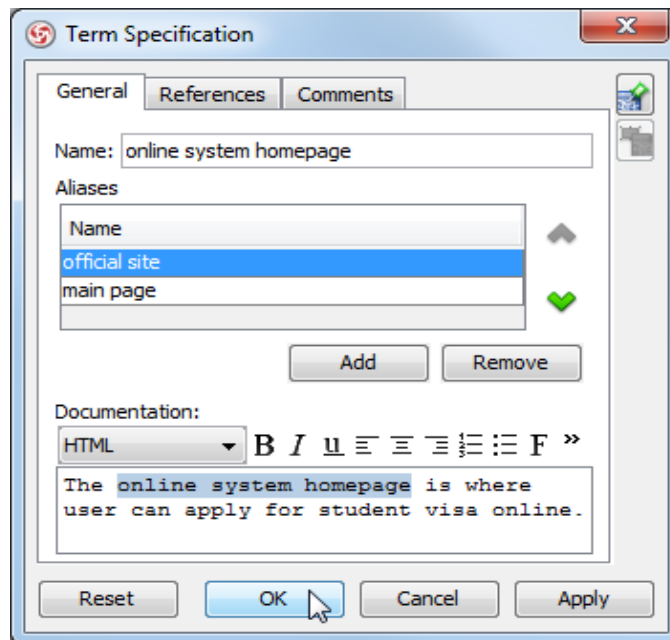 Term Specification
General References Comments
Name: online system homepage
Aliases
Name
official site
main page
Add Remove
Documentation:
HTML B I u F »
The online system homepage is where
user can apply for student visa online.
Reset OK Cancel Apply